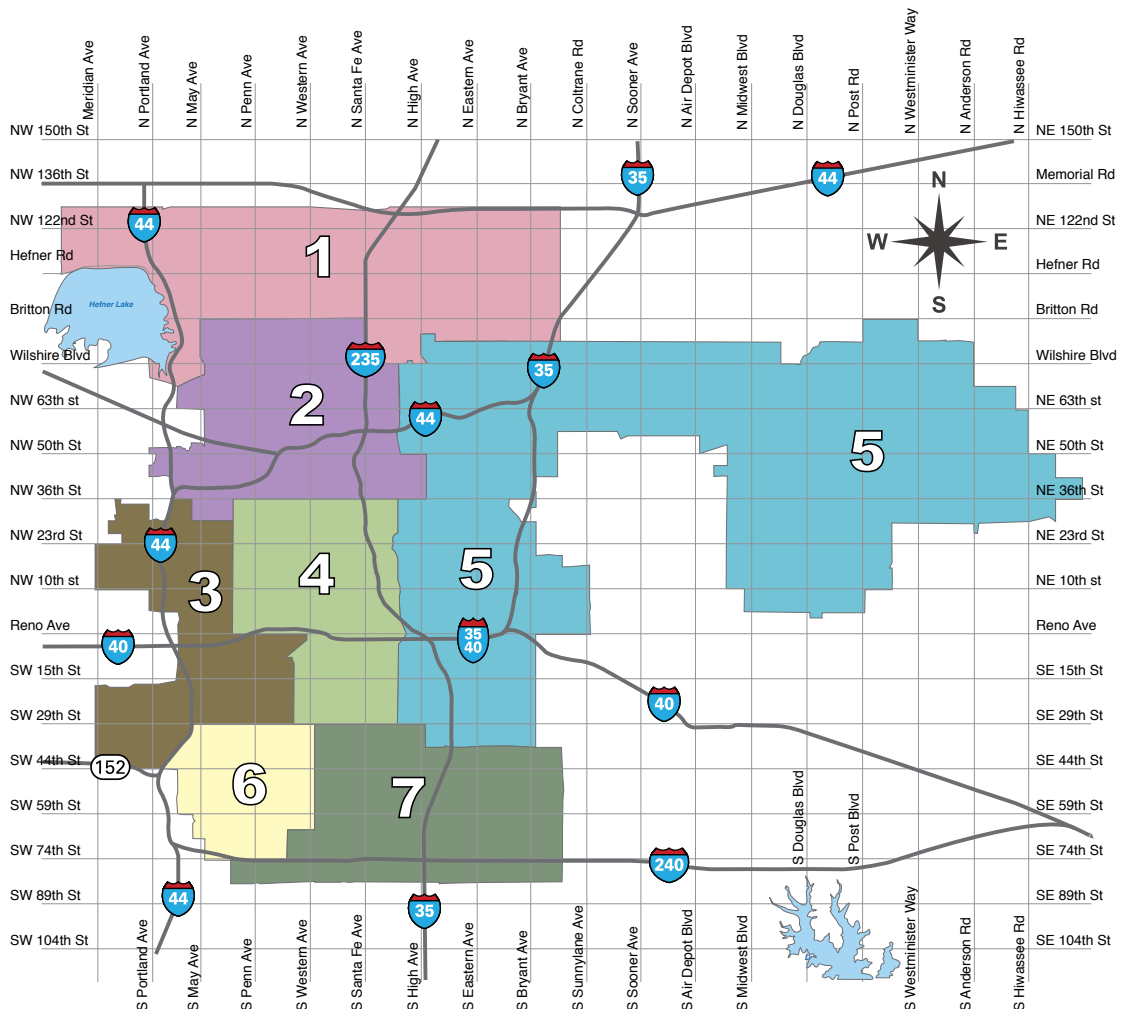 Meridian Ave
N Portland Ave
N May Ave
N Penn Ave
N Western Ave
N Santa Fe Ave
N High Ave
N Eastern Ave
N Bryant Ave
N Coltrane Rd
N Sooner Ave
N Air Depot Blvd
N Midwest Blvd
N Douglas Blvd
N Post Rd
N Westminister Way
N Anderson Rd
N Hiwassee Rd
NW 150th St
NE 150th St
NW 136th St
35
44
Memorial Rd
N
NW 122nd St
44
NE 122nd St
1
W
E
Hefner Rd
Hefner Rd
S
Hefner Lake
Britton Rd
Britton Rd
Wilshire Blvd
235
35
Wilshire Blvd
NW 63th st
2
44
NE 63th st
NW 50th St
5
NE 50th St
NW 36th St
NE 36th St
NW 23rd St
44
NE 23rd St
3
4
5
NW 10th st
NE 10th st
Reno Ave
40
35
40
Reno Ave
SW 15th St
SE 15th St
40
SW 29th St
SE 29th St
SW 44th St
152
SE 44th St
6
7
S Douglas Blvd
S Post Blvd
SW 59th St
SE 59th St
SW 74th St
240
SE 74th St
SW 89th St
44
35
SE 89th St
SW 104th St
SE 104th St
S Portland Ave
S May Ave
S Penn Ave
S Western Ave
S Santa Fe Ave
S High Ave
S Eastern Ave
S Bryant Ave
S Sunnylane Ave
S Sooner Ave
S Air Depot Blvd
S Midwest Blvd
S Westminister Way
S Anderson Rd
S Hiwassee Rd